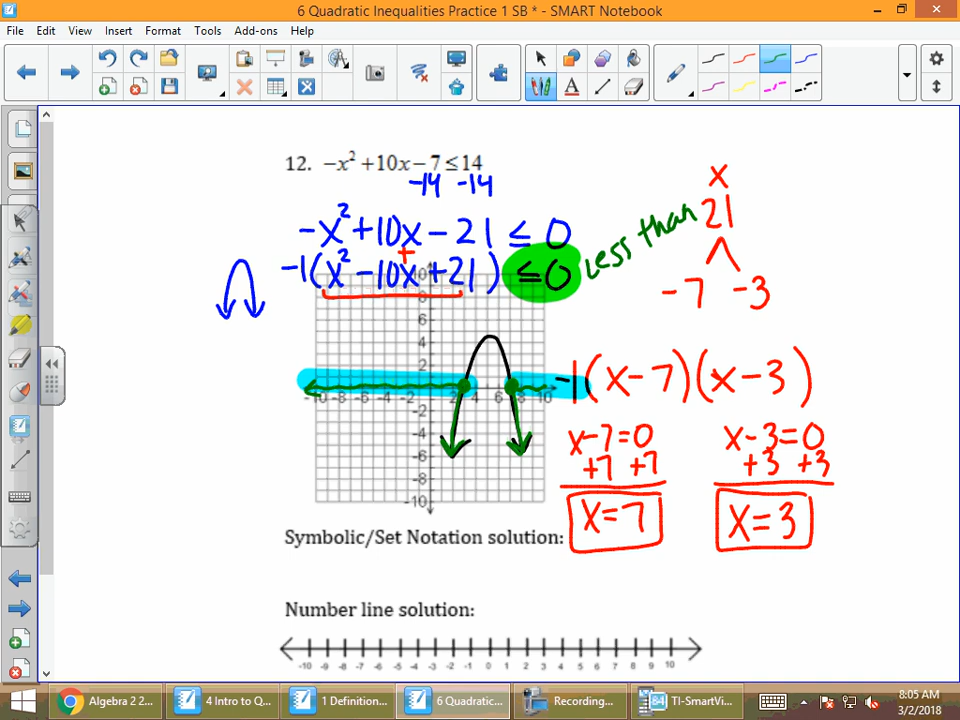 6 Quadratic Inequalities Practice 1 SB * - SMART Notebook
File Edit View Insert Format Tools Add-ons Help
12. −x² +10x − 7 ≤ 14
-14 -14
-x² +10x - 21 ≤ 0
-1(x² -10x + 21) ≤ 0
+
less than
x
21
-7 -3
10
8
6
4
2
-10 -8 -6 -4 -2 2 4 6 8 10
-2
-4
-6
-8
-10
-1(x-7)(x-3)
x-7=0 x-3=0
+7 +7 +3 +3
x=7 x=3
Symbolic/Set Notation solution:
Number line solution:
-10 -9 -8 -7 -6 -5 -4 -3 -2 -1 0 1 2 3 4 5 6 7 8 9 10
Algebra 2 2... 4 Intro to Q... 1 Definition... 6 Quadratic... Recording... TI-SmartVi...
8:05 AM
3/2/2018